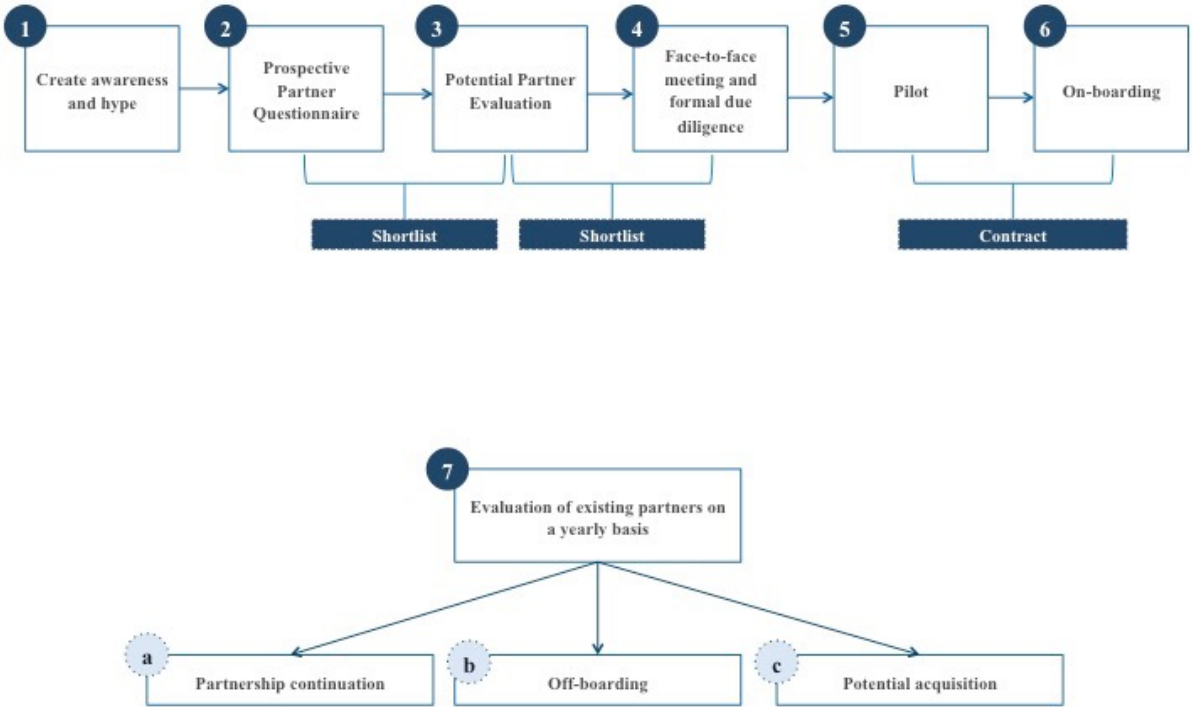 1
Create awareness
and hype
2
Prospective
Partner
Questionnaire
3
Potential Partner
Evaluation
4
Face-to-face
meeting and
formal due
diligence
5
Pilot
6
On-boarding
Shortlist
Shortlist
Contract
7
Evaluation of existing partners on
a yearly basis
a
Partnership continuation
b
Off-boarding
c
Potential acquisition